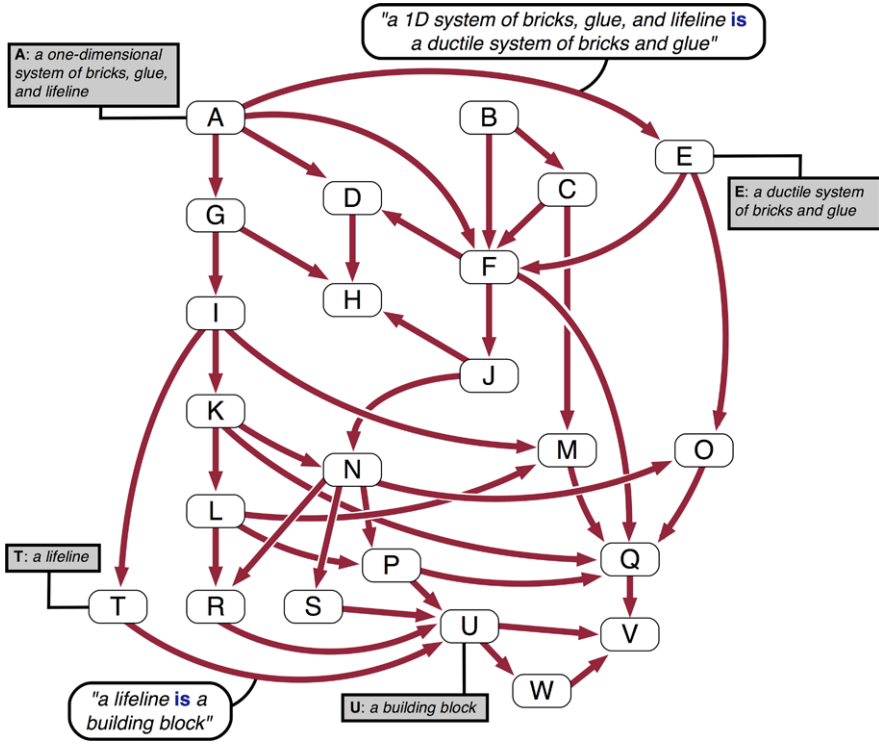 "a 1D system of bricks, glue, and lifeline is
a ductile system of bricks and glue"
A: a one-dimensional
system of bricks, glue,
and lifeline
A
B
E
C
D
E: a ductile system
of bricks and glue
G
F
H
I
J
K
M
O
N
L
T: a lifeline
P
Q
T
R
S
U
V
W
"a lifeline is a
building block"
U: a building block